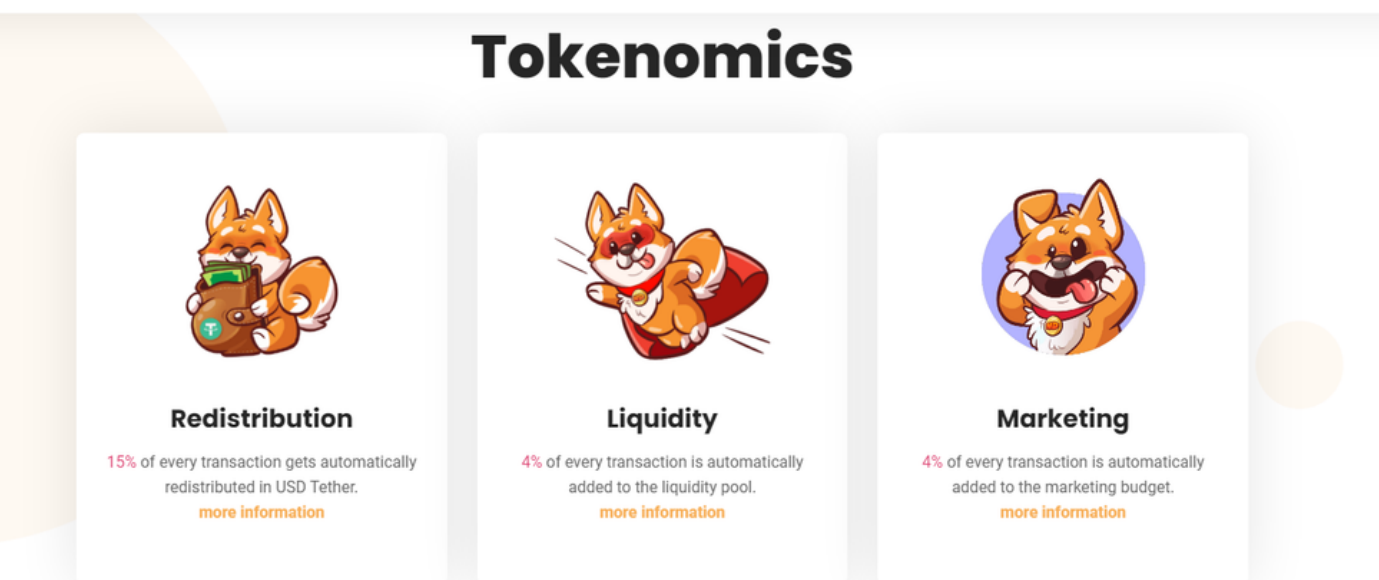 Tokenomics
Redistribution
15% of every transaction gets automatically
redistributed in USD Tether.
more information
Liquidity
4% of every transaction is automatically
added to the liquidity pool.
more information
Marketing
4% of every transaction is automatically
added to the marketing budget.
more information